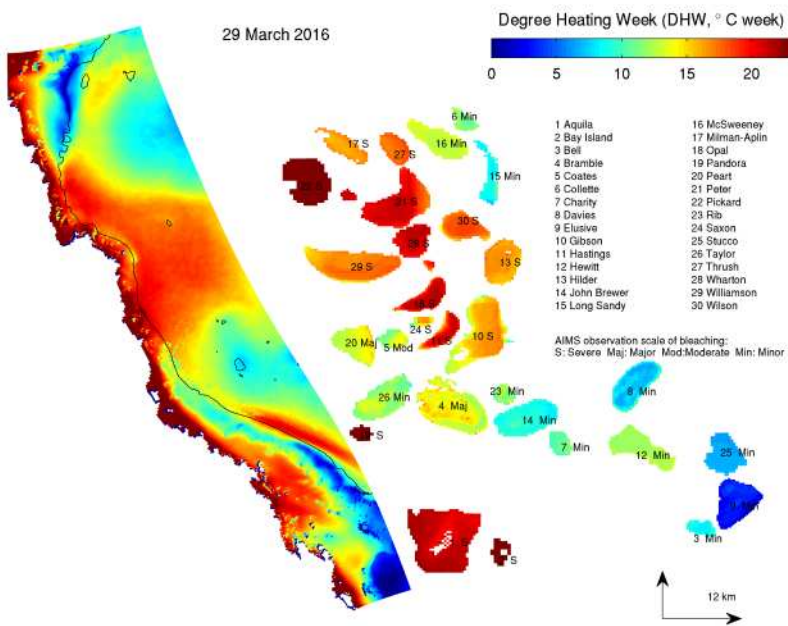 29 March 2016
Degree Heating Week (DHW, ° C week)
0 5 10 15 20
1 Aquila
2 Bay Island
3 Bell
4 Bramble
5 Coates
6 Collette
7 Charity
8 Davies
9 Elusive
10 Gibson
11 Hastings
12 Hewitt
13 Hilder
14 John Brewer
15 Long Sandy
16 McSweeney
17 Milman-Aplin
18 Opal
19 Pandora
20 Peart
21 Peter
22 Pickard
23 Rib
24 Saxon
25 Stucco
26 Taylor
27 Thrush
28 Wharton
29 Williamson
30 Wilson
AIMS observation scale of bleaching:
S: Severe Maj: Major Mod:Moderate Min: Minor
6 Min
17 S
27 S
16 Min
15 Min
30 S
29 S
13 S
24 S
10 S
20 Maj
5 Mod
26 Min
4 Maj
23 Min
14 Min
7 Min
8 Min
12 Min
25 Min
3 Min
S
S
12 km